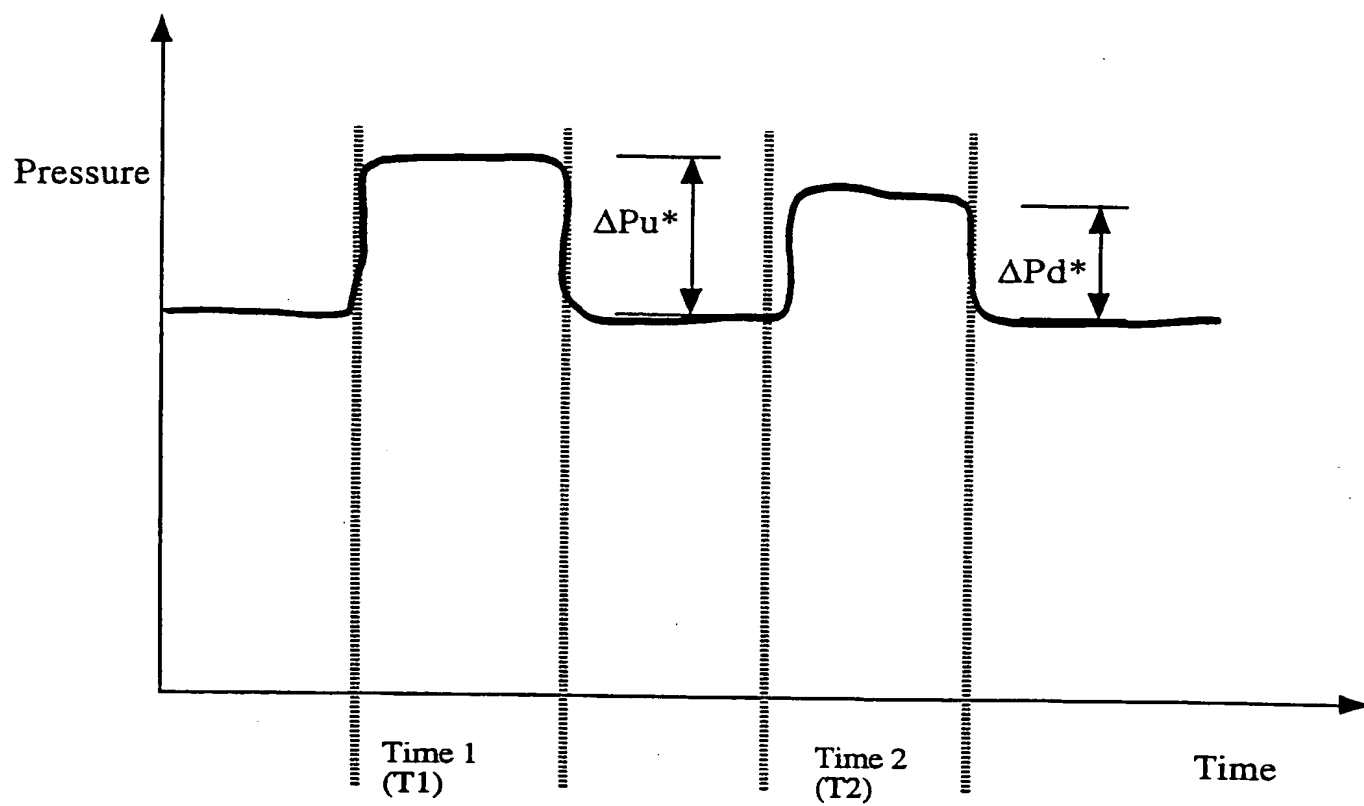 Pressure
ΔPu*
ΔPd*
Time 1
(T1)
Time 2
(T2)
Time